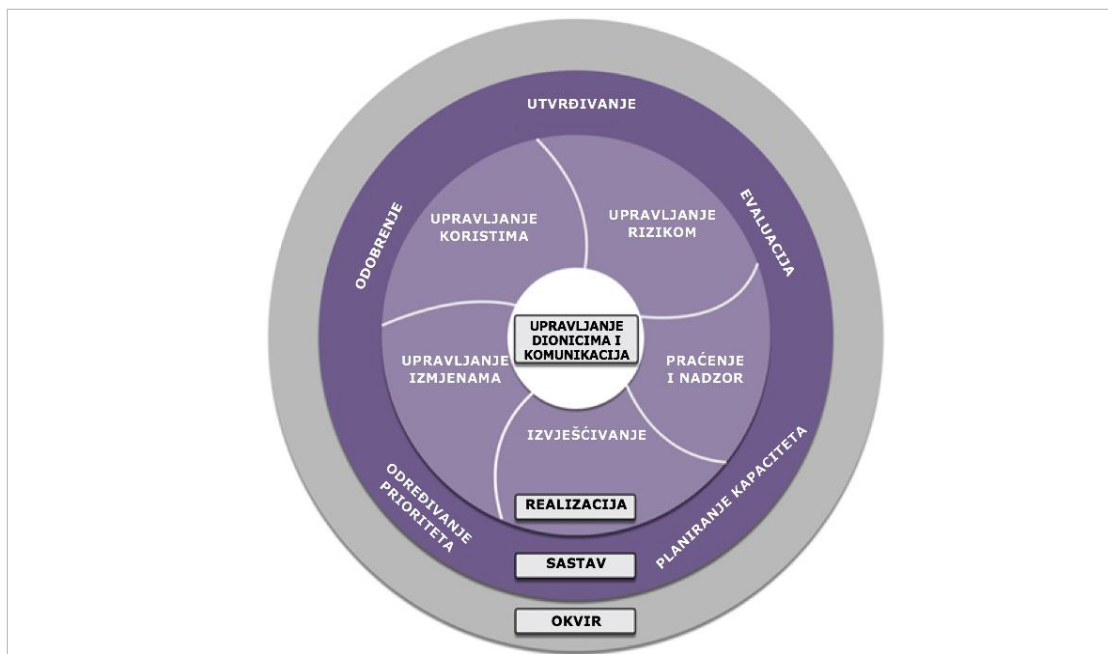 UTVRĐIVANJE
EVALUACIJA
ODOBRENJE
UPRAVLJANJE
KORISTIMA
UPRAVLJANJE
RIZIKOM
UPRAVLJANJE
DIONICIMA I
KOMUNIKACIJA
UPRAVLJANJE
IZMJENAMA
PRAĆENJE
I NADZOR
IZVJEŠĆIVANJE
ODREĐIVANJE
PRIORITETA
PLANIRANJE KAPACITETA
REALIZACIJA
SASTAV
OKVIR